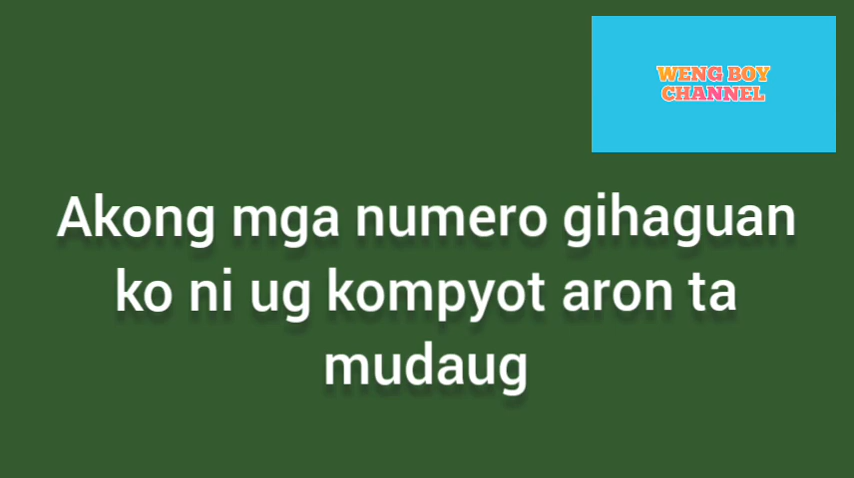 WENG BOY
CHANNEL
Akong mga numero gihaguan
ko ni ug kompyot aron ta
mudaug